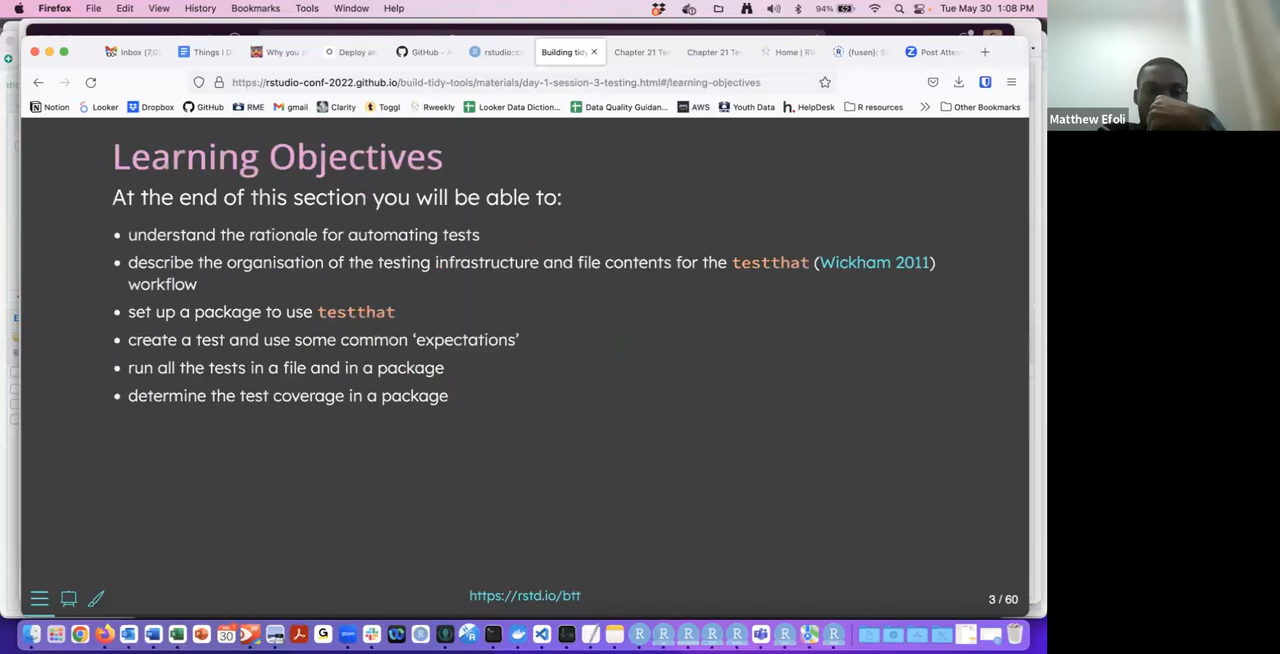 Firefox File Edit View History Bookmarks Tools Window Help 94% Tue May 30 1:08 PM
Inbox (7,0 Things I D Why you s Deploy an GitHub - rstudio::c Building tid Chapter 21 Te Chapter 21 Te Home | R {fusen}: S Post Atten
https://rstudio-conf-2022.github.io/build-tidy-tools/materials/day-1-session-3-testing.html#/learning-objectives
Notion Looker Dropbox GitHub RME gmail Clarity Toggl Rweekly Looker Data Diction... Data Quality Guidan... AWS Youth Data HelpDesk R resources Other Bookmarks
Matthew Efoli
Learning Objectives
At the end of this section you will be able to:
• understand the rationale for automating tests
• describe the organisation of the testing infrastructure and file contents for the testthat (Wickham 2011)
workflow
• set up a package to use testthat
• create a test and use some common ‘expectations’
• run all the tests in a file and in a package
• determine the test coverage in a package
https://rstd.io/btt
3 / 60